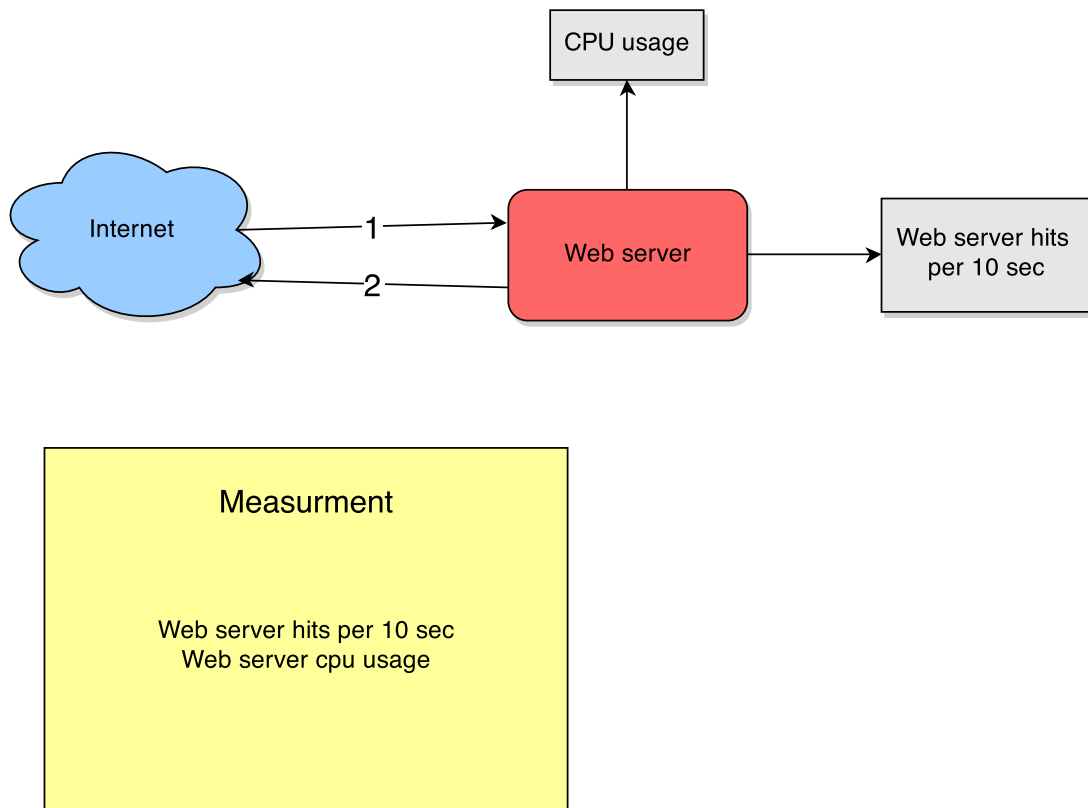 CPU usage
Internet
1
2
Web server
Web server hits
per 10 sec
Measurment
Web server hits per 10 sec
Web server cpu usage